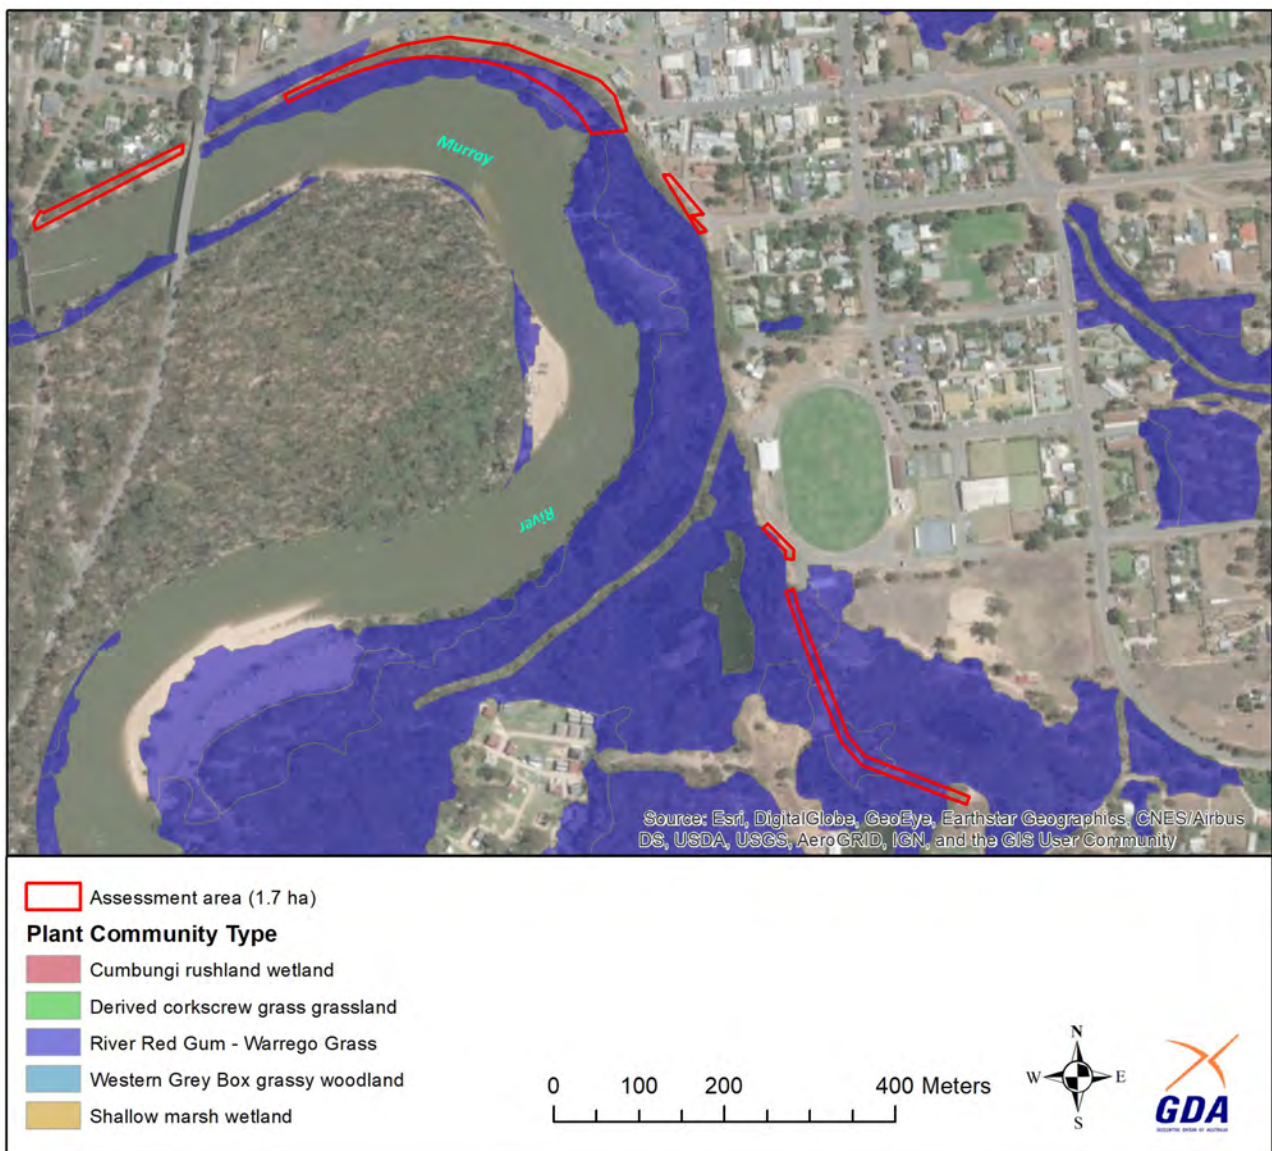 Murray
River
Source: Esri, DigitalGlobe, GeoEye, Earthstar Geographics, CNES/Airbus
DS, USDA, USGS, AeroGRID, IGN, and the GIS User Community
Assessment area (1.7 ha)
Plant Community Type
Cumbungi rushland wetland
Derived corkscrew grass grassland
River Red Gum - Warrego Grass
Western Grey Box grassy woodland
Shallow marsh wetland
0 100 200 400 Meters
N
W E
S
GDA